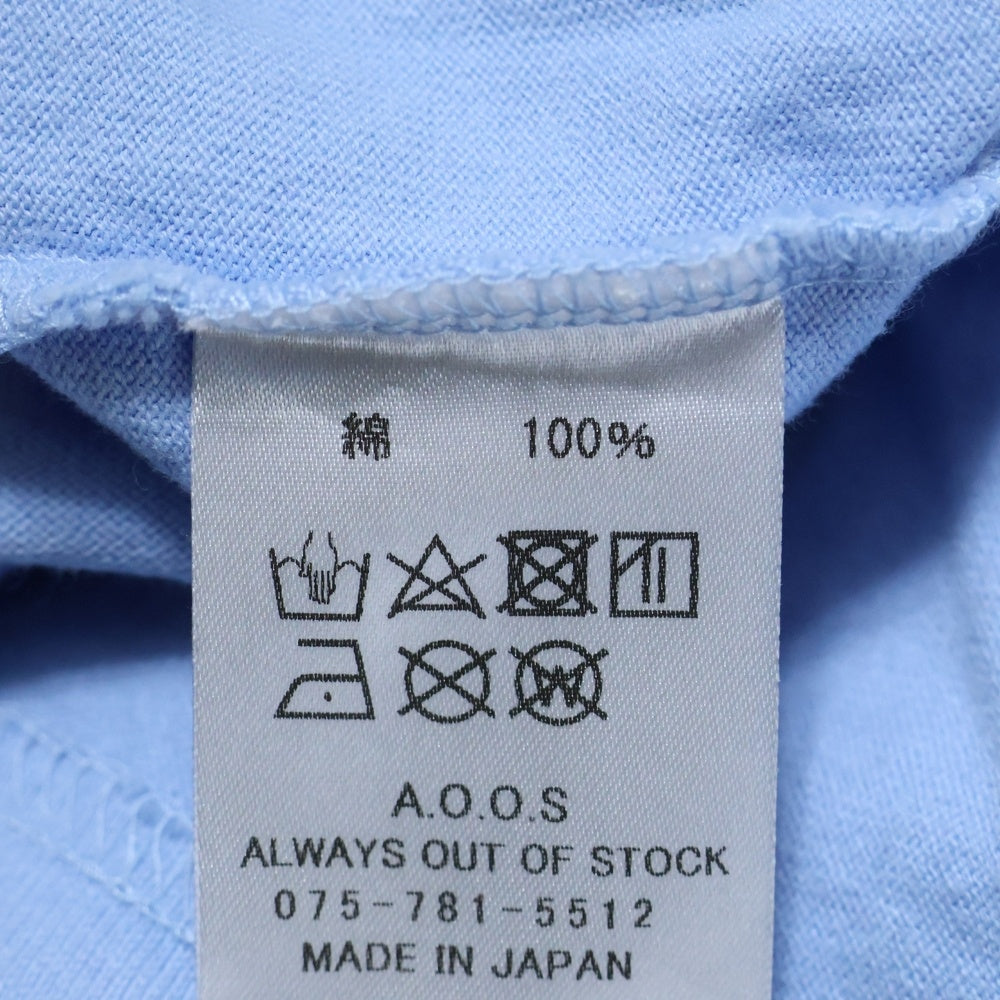 綿 100%
W
A.O.O.S
ALWAYS OUT OF STOCK
075-781-5512
MADE IN JAPAN